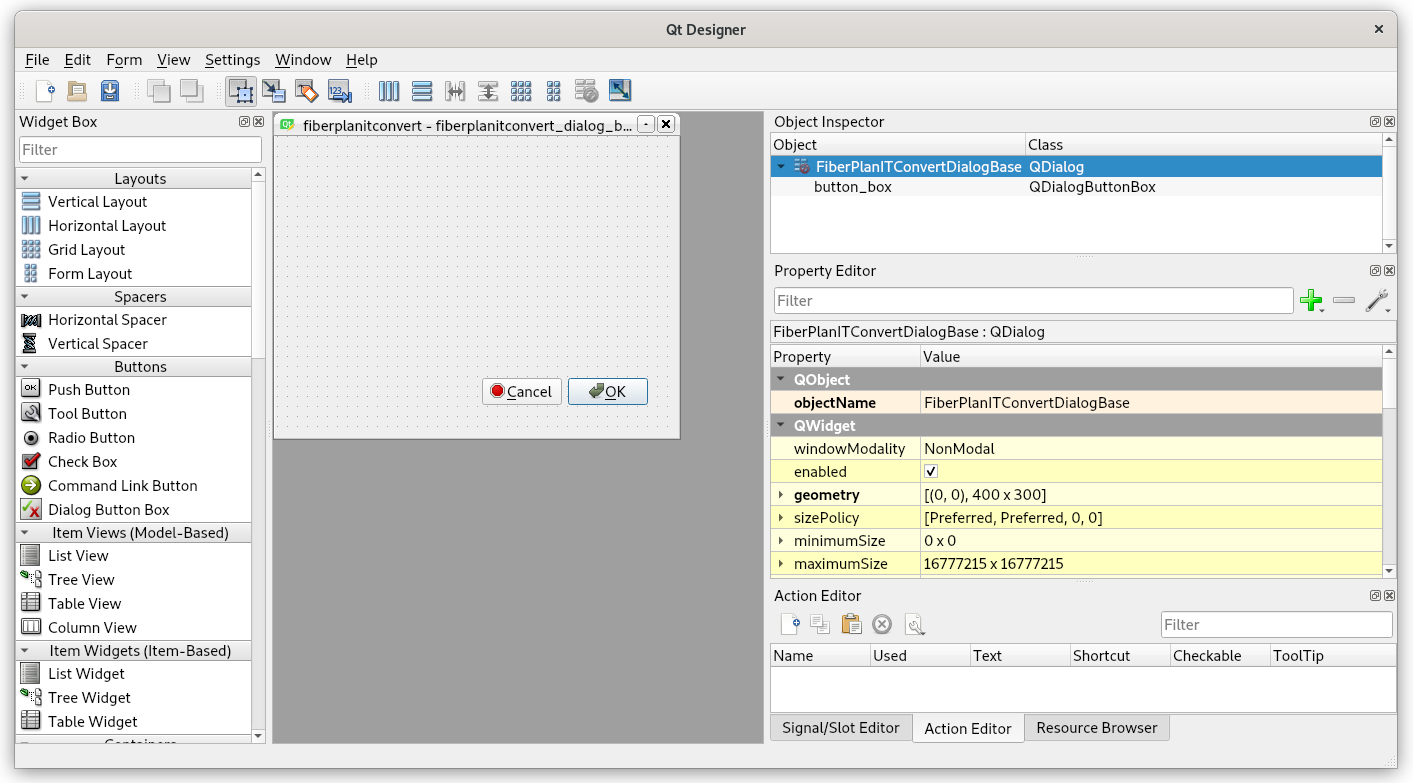 Qt Designer
File Edit Form View Settings Window Help
123
Widget Box
Filter
Layouts
Vertical Layout
Horizontal Layout
Grid Layout
Form Layout
Spacers
Horizontal Spacer
Vertical Spacer
Buttons
OK Push Button
Tool Button
Radio Button
Check Box
Command Link Button
Dialog Button Box
Item Views (Model-Based)
List View
Tree View
Table View
Column View
Item Widgets (Item-Based)
List Widget
Tree Widget
Table Widget
Containers
Qt fiberplanitconvert - fiberplanitconvert_dialog_b...
Cancel OK
Object Inspector
Object Class
FiberPlanITConvertDialogBase QDialog
button_box QDialogButtonBox
Property Editor
Filter
FiberPlanITConvertDialogBase : QDialog
Property Value
QObject
objectName FiberPlanITConvertDialogBase
QWidget
windowModality NonModal
enabled
geometry [(0, 0), 400 x 300]
sizePolicy [Preferred, Preferred, 0, 0]
minimumSize 0 x 0
maximumSize 16777215 x 16777215
Action Editor
Filter
Name Used Text Shortcut Checkable ToolTip
Signal/Slot Editor Action Editor Resource Browser